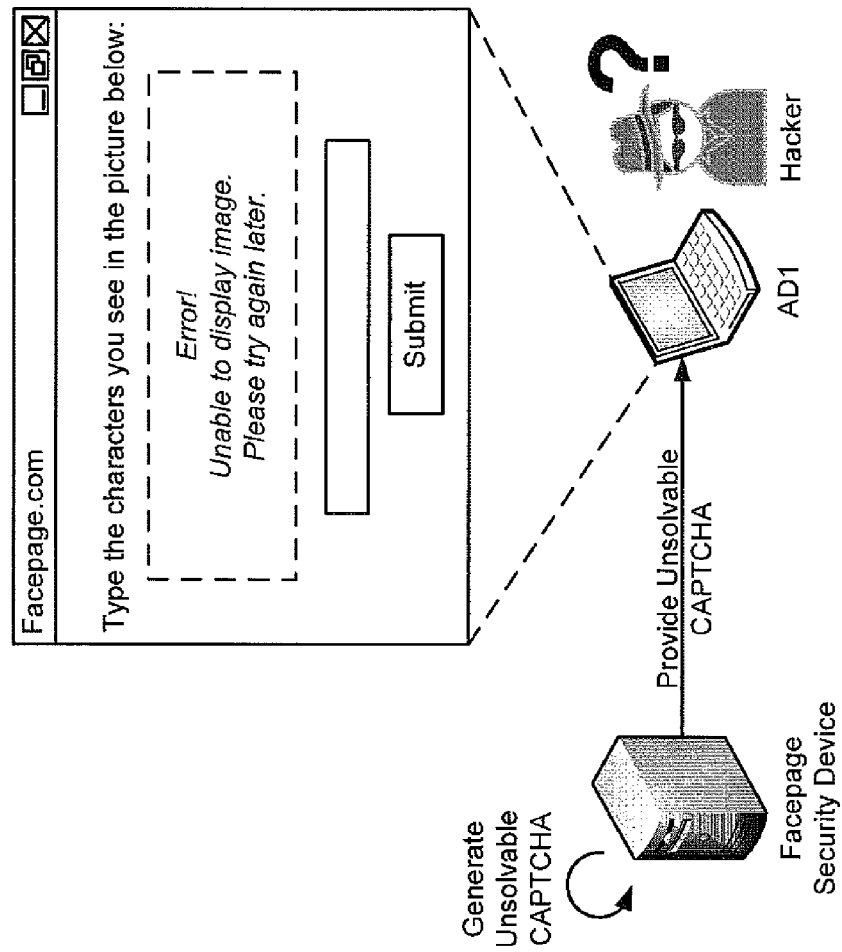 Facepage.com
Type the characters you see in the picture below:
Error!
Unable to display image.
Please try again later.
Submit
Generate
Unsolvable
CAPTCHA
Provide Unsolvable
CAPTCHA
?
Facepage
Security Device
AD1
Hacker